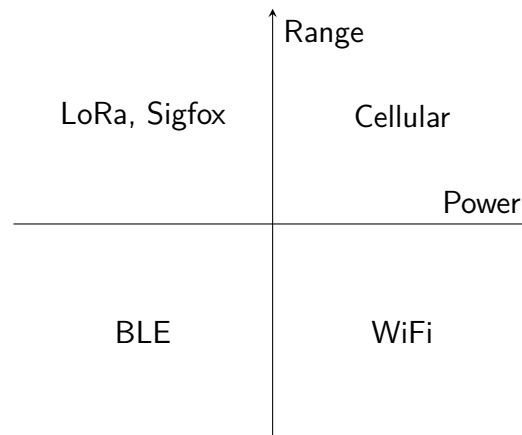 Range
LoRa, Sigfox
Cellular
Power
BLE
WiFi